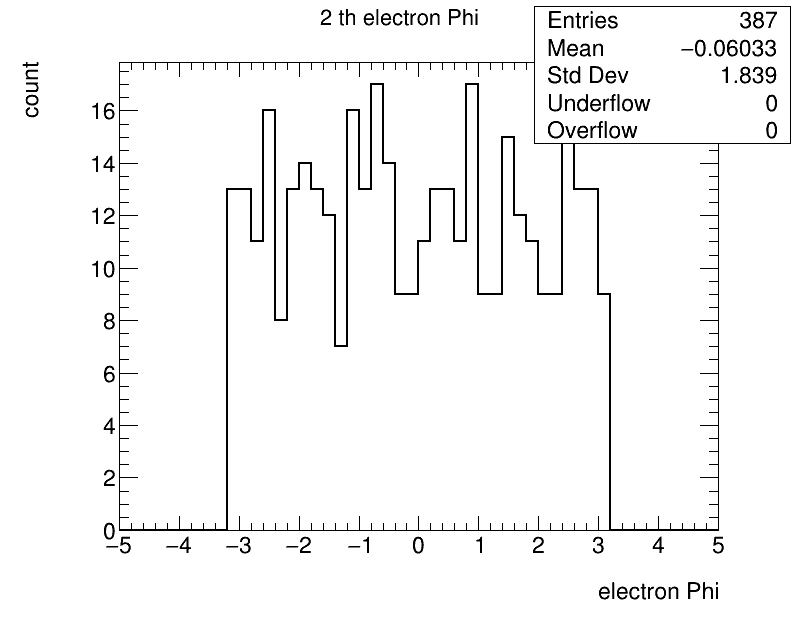 2 th electron Phi
Entries 387
Mean −0.06033
Std Dev 1.839
Underflow 0
Overflow 0
count
16
14
12
10
8
6
4
2
0
−5 −4 −3 −2 −1 0 1 2 3 4 5
electron Phi